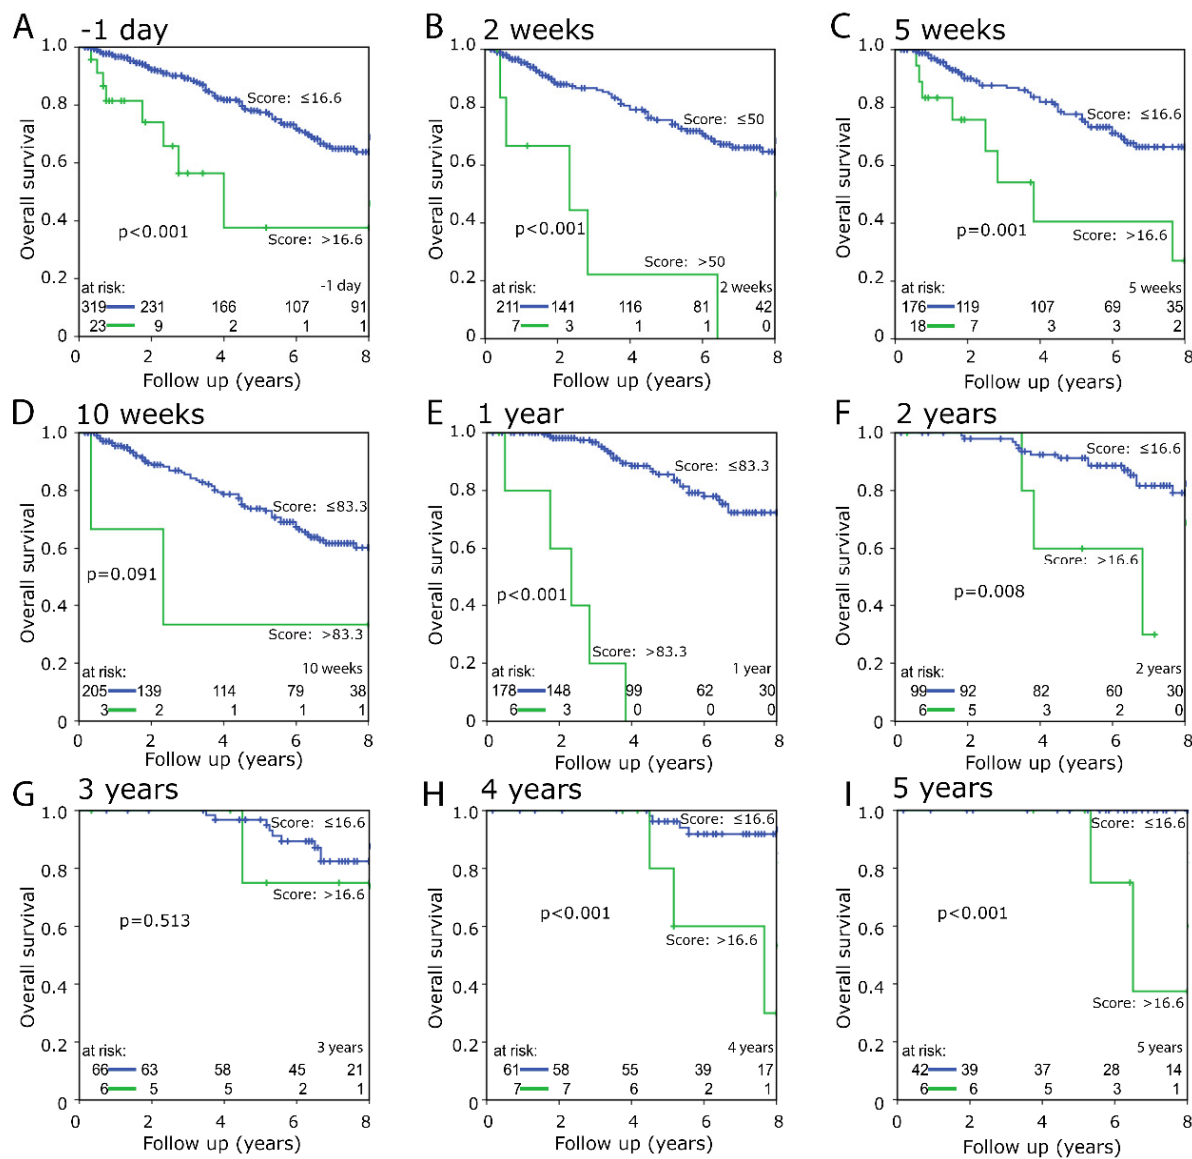 A -1 day
1.0
0.8
0.6
0.4
0.2
0
Overall survival
Score: ≤16.6
p<0.001
Score: >16.6
at risk:
-1 day
319 231 166 107 91
23 9 2 1 1
0 2 4 6 8
Follow up (years)
B 2 weeks
1.0
0.8
0.6
0.4
0.2
0
Overall survival
Score: ≤50
p<0.001
Score: >50
at risk:
2 weeks
211 141 116 81 42
7 3 1 1 0
0 2 4 6 8
Follow up (years)
C 5 weeks
1.0
0.8
0.6
0.4
0.2
0
Overall survival
Score: ≤16.6
p=0.001
Score: >16.6
at risk:
5 weeks
176 119 107 69 35
18 7 3 3 2
0 2 4 6 8
Follow up (years)
D 10 weeks
1.0
0.8
0.6
0.4
0.2
0
Overall survival
Score: ≤83.3
p=0.091
Score: >83.3
at risk:
10 weeks
205 139 114 79 38
3 2 1 1 1
0 2 4 6 8
Follow up (years)
E 1 year
1.0
0.8
0.6
0.4
0.2
0
Overall survival
Score: ≤83.3
p<0.001
Score: >83.3
at risk:
1 year
178 148 99 62 30
6 3 0 0 0
0 2 4 6 8
Follow up (years)
F 2 years
1.0
0.8
0.6
0.4
0.2
0
Overall survival
Score: ≤16.6
Score: >16.6
p=0.008
at risk:
2 years
99 92 82 60 30
6 5 3 2 0
0 2 4 6 8
Follow up (years)
G 3 years
1.0
0.8
0.6
0.4
0.2
0
Overall survival
Score: ≤16.6
Score: >16.6
p=0.513
at risk:
3 years
66 63 58 45 21
6 5 5 2 1
0 2 4 6 8
Follow up (years)
H 4 years
1.0
0.8
0.6
0.4
0.2
0
Overall survival
Score: ≤16.6
p<0.001
Score: >16.6
at risk:
4 years
61 58 55 39 17
7 7 6 2 1
0 2 4 6 8
Follow up (years)
I 5 years
1.0
0.8
0.6
0.4
0.2
0
Overall survival
Score: ≤16.6
p<0.001
Score: >16.6
at risk:
5 years
42 39 37 28 14
6 6 5 3 1
0 2 4 6 8
Follow up (years)